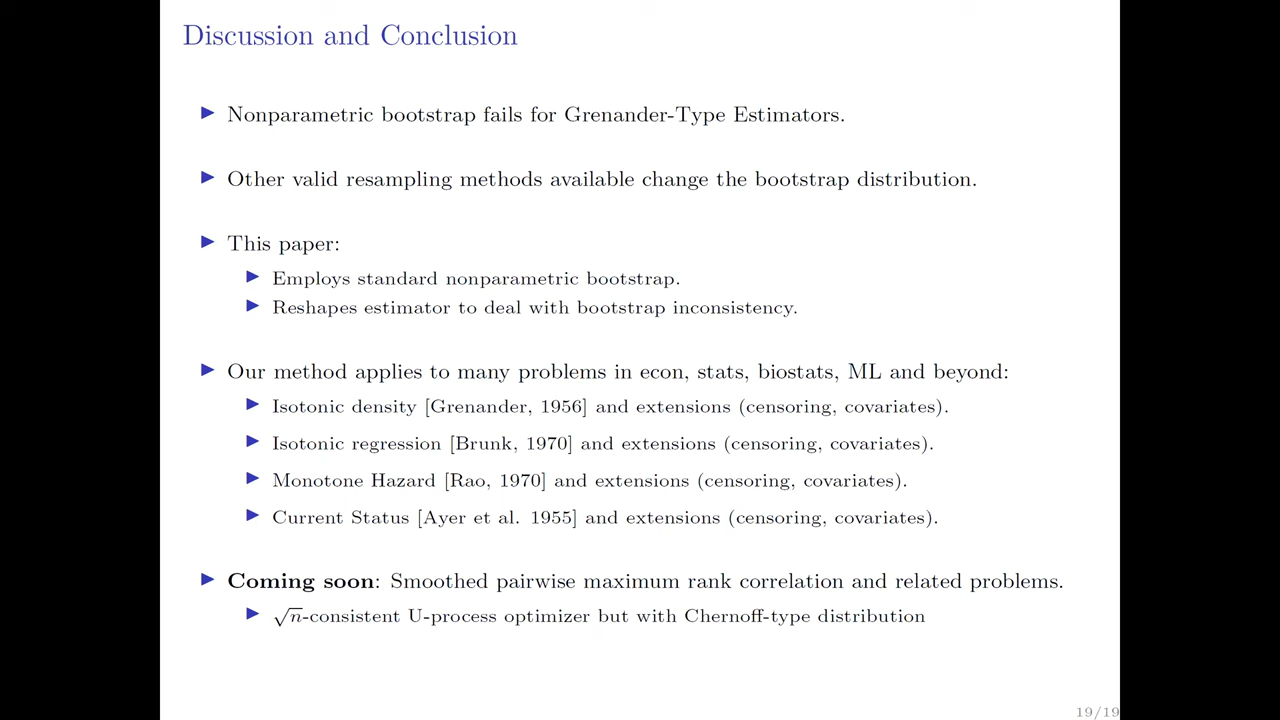 Discussion and Conclusion
▶ Nonparametric bootstrap fails for Grenander-Type Estimators.
▶ Other valid resampling methods available change the bootstrap distribution.
▶ This paper:
▶ Employs standard nonparametric bootstrap.
▶ Reshapes estimator to deal with bootstrap inconsistency.
▶ Our method applies to many problems in econ, stats, biostats, ML and beyond:
▶ Isotonic density [Grenander, 1956] and extensions (censoring, covariates).
▶ Isotonic regression [Brunk, 1970] and extensions (censoring, covariates).
▶ Monotone Hazard [Rao, 1970] and extensions (censoring, covariates).
▶ Current Status [Ayer et al. 1955] and extensions (censoring, covariates).
▶ Coming soon: Smoothed pairwise maximum rank correlation and related problems.
▶ √n-consistent U-process optimizer but with Chernoff-type distribution
19/19